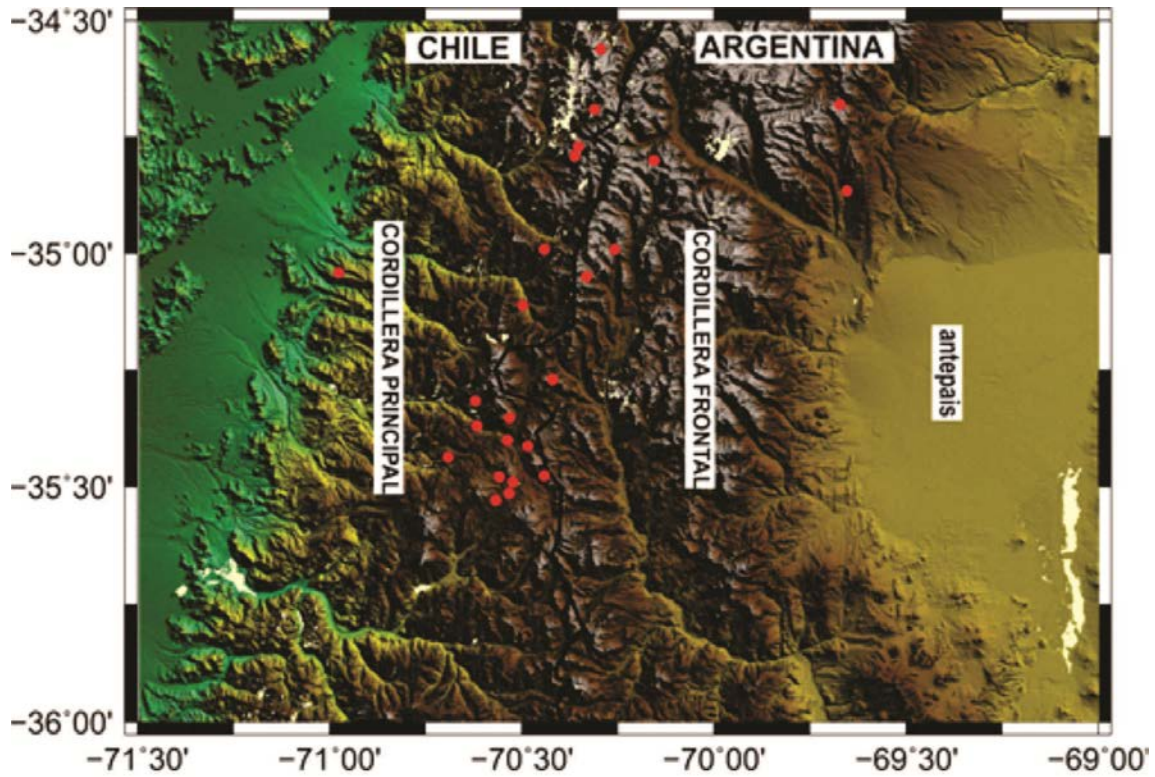 −34°30'
CHILE
ARGENTINA
−35°00'
CORDILLERA PRINCIPAL
CORDILLERA FRONTAL
antepais
−35°30'
−36°00'
−71°30'
−71°00'
−70°30'
−70°00'
−69°30'
−69°00'